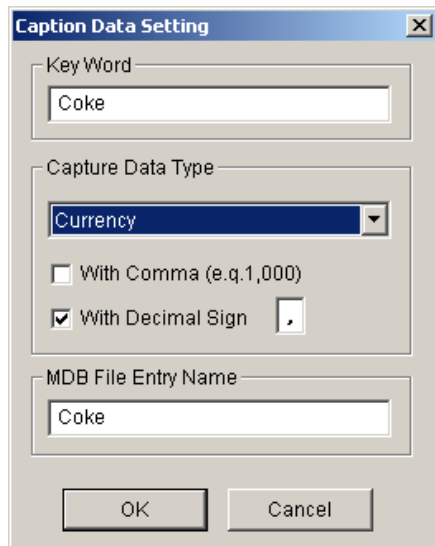 Caption Data Setting
Key Word
Coke
Capture Data Type
Currency
With Comma (e.q.1,000)
With Decimal Sign ,
MDB File Entry Name
Coke
OK Cancel